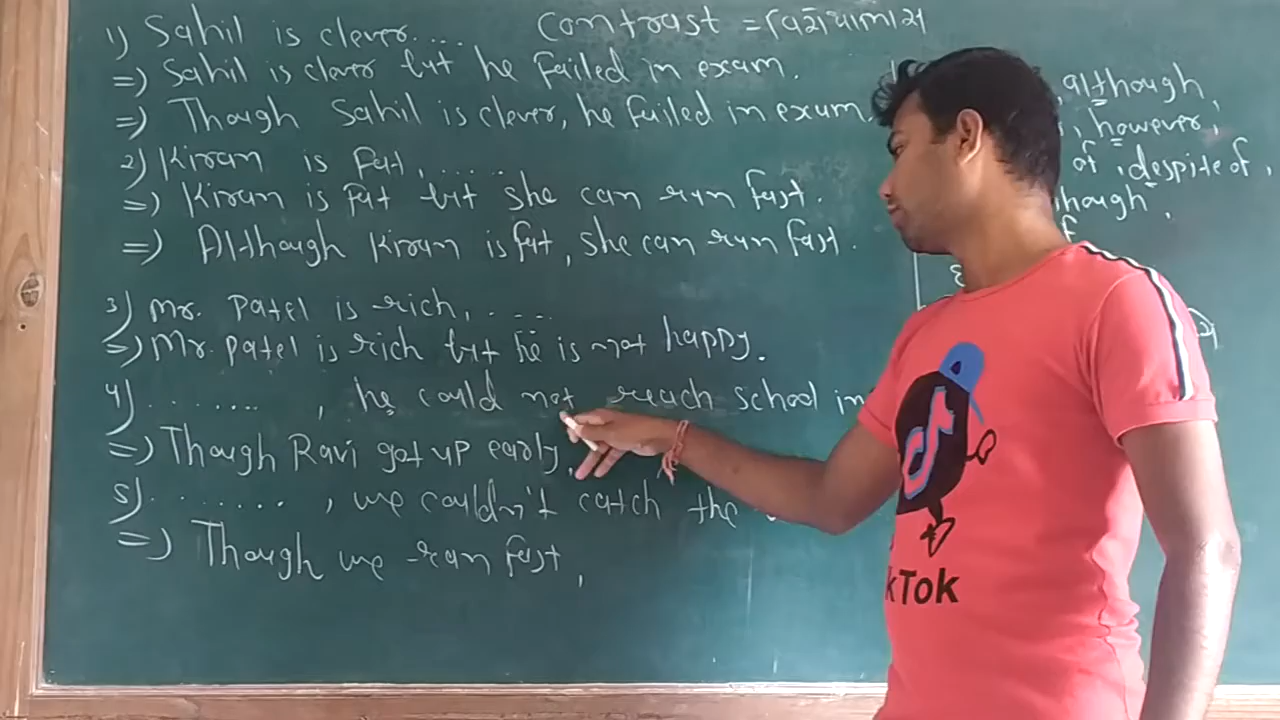 1) Sahil is clever.... Contrast = વિરોધાભાસ
=) Sahil is clever but he failed in exam.
=) Though Sahil is clever, he failed in exam,
, although,
, however,
of, despite of,
though,
2) Kiran is fat, .....
=) Kiran is fat but she can run fast.
=) Although Kiran is fat, she can run fast.
3) Mr. Patel is rich, ....
=) Mr. Patel is rich but he is not happy.
4) ........ , he could not reach school in
=) Though Ravi got up early,
5) ........ , we couldn't catch the
=) Though we ran fast,
kTok